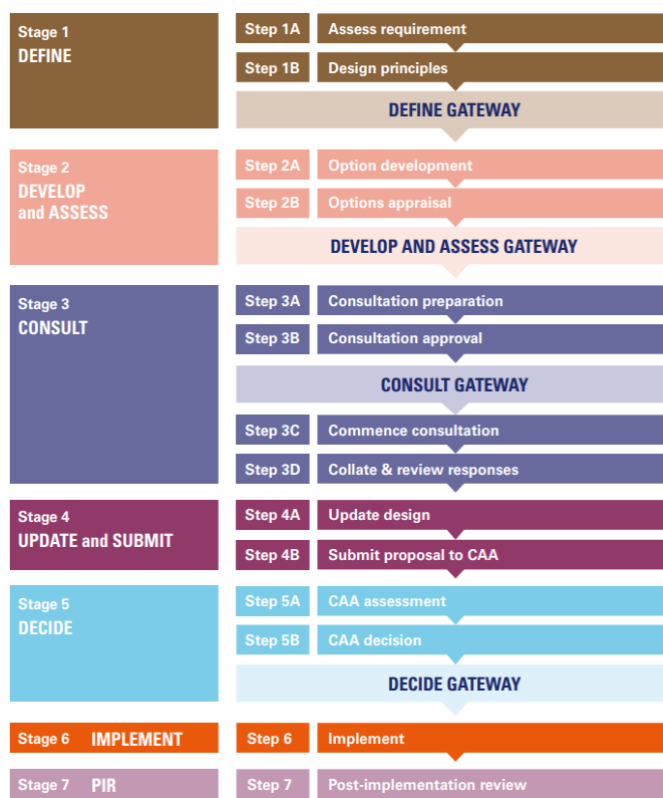 Stage 1
DEFINE
Step 1A Assess requirement
Step 1B Design principles
DEFINE GATEWAY
Stage 2
DEVELOP
and ASSESS
Step 2A Option development
Step 2B Options appraisal
DEVELOP AND ASSESS GATEWAY
Stage 3
CONSULT
Step 3A Consultation preparation
Step 3B Consultation approval
CONSULT GATEWAY
Step 3C Commence consultation
Step 3D Collate & review responses
Stage 4
UPDATE and SUBMIT
Step 4A Update design
Step 4B Submit proposal to CAA
Stage 5
DECIDE
Step 5A CAA assessment
Step 5B CAA decision
DECIDE GATEWAY
Stage 6 IMPLEMENT
Step 6 Implement
Stage 7 PIR
Step 7 Post-implementation review